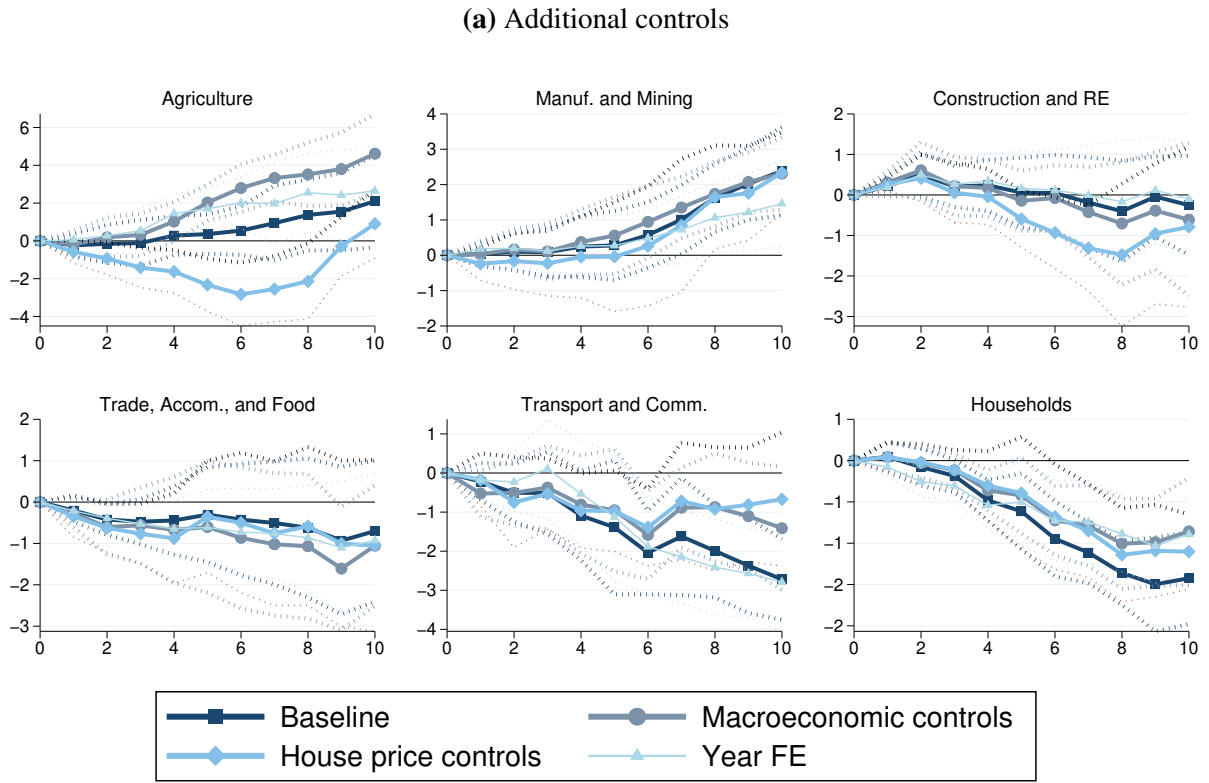 (a) Additional controls
Agriculture
Manuf. and Mining
Construction and RE
6
4
2
0
−2
−4
0 2 4 6 8 10
4
3
2
1
0
−1
−2
0 2 4 6 8 10
2
1
0
−1
−2
−3
0 2 4 6 8 10
Trade, Accom., and Food
Transport and Comm.
Households
2
1
0
−1
−2
−3
0 2 4 6 8 10
1
0
−1
−2
−3
−4
0 2 4 6 8 10
1
0
−1
−1
−2
−2
0 2 4 6 8 10
Baseline
Macroeconomic controls
House price controls
Year FE